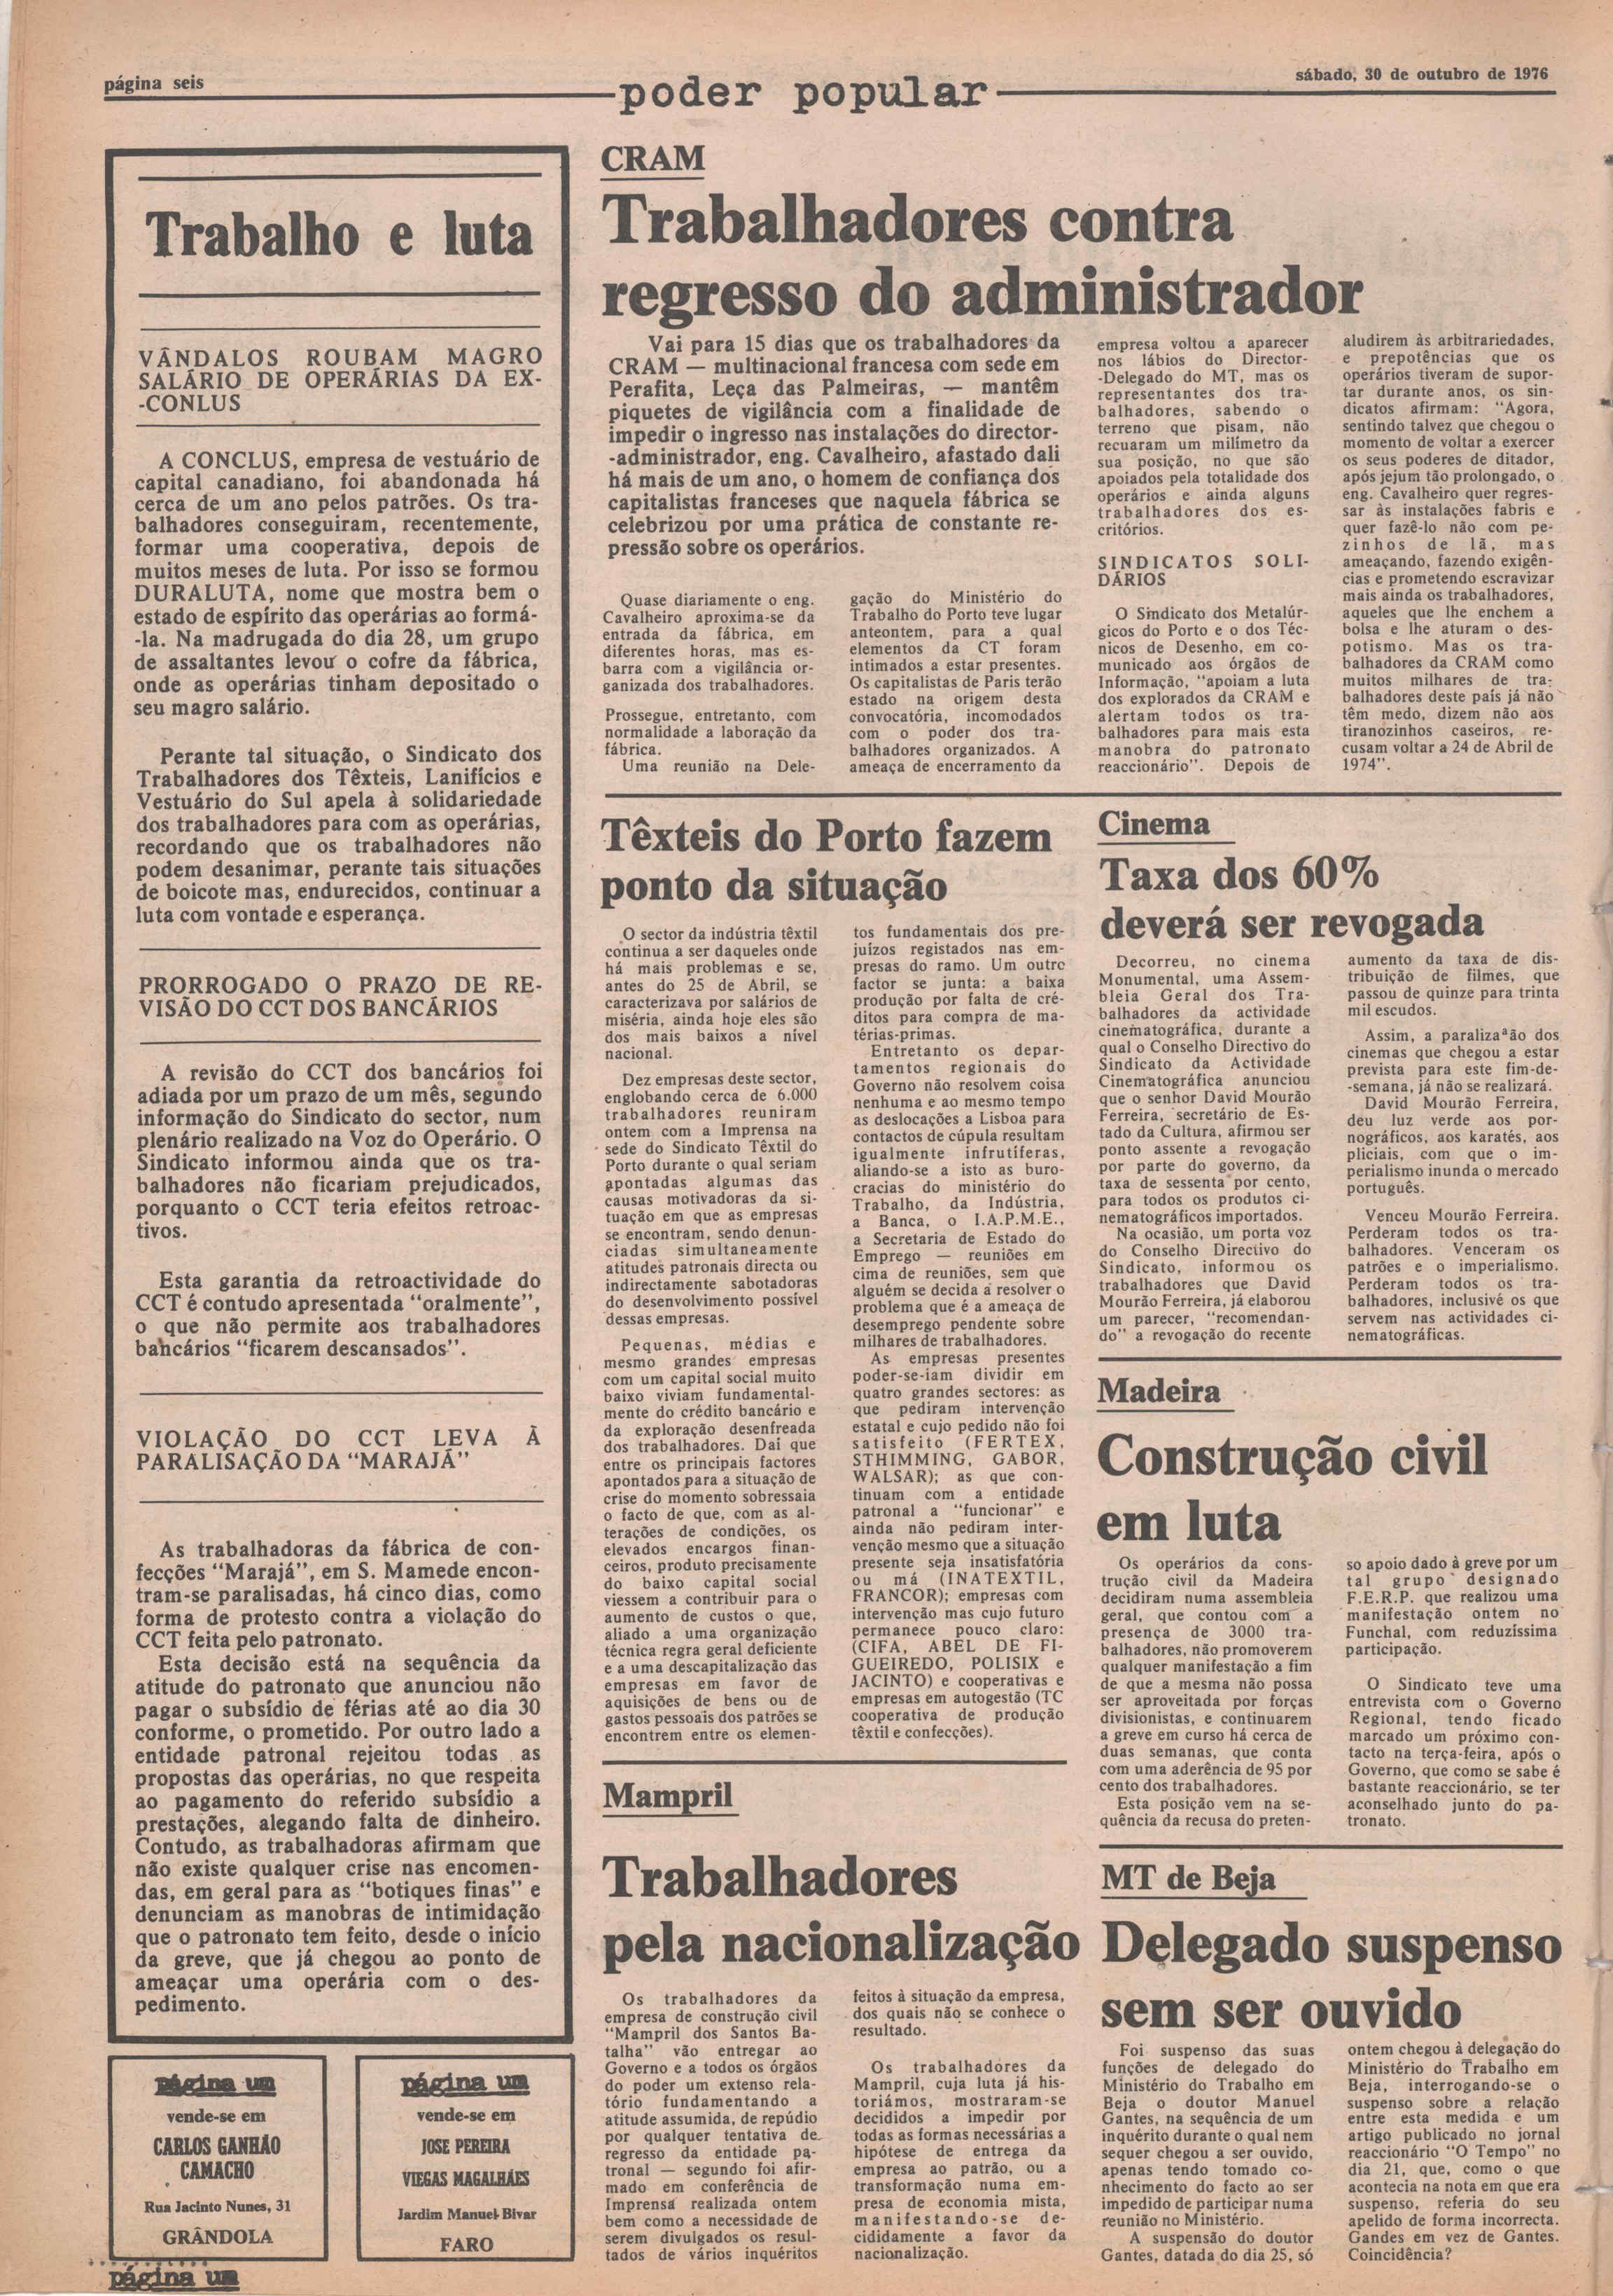 página seis
poder popular
sábado, 30 de outubro de 1976
Trabalho e luta
VÂNDALOS ROUBAM MAGRO
SALÁRIO DE OPERÁRIAS DA EX-
-CONLUS
A CONCLUS, empresa de vestuário de
capital canadiano, foi abandonada há
cerca de um ano pelos patrões. Os tra-
balhadores conseguiram, recentemente,
formar uma cooperativa, depois de
muitos meses de luta. Por isso se formou
DURALUTA, nome que mostra bem o
estado de espírito das operárias ao formá-
-la. Na madrugada do dia 28, um grupo
de assaltantes levou o cofre da fábrica,
onde as operárias tinham depositado o
seu magro salário.
Perante tal situação, o Sindicato dos
Trabalhadores dos Têxteis, Lanifícios e
Vestuário do Sul apela à solidariedade
dos trabalhadores para com as operárias,
recordando que os trabalhadores não
podem desanimar, perante tais situações
de boicote mas, endurecidos, continuar a
luta com vontade e esperança.
PRORROGADO O PRAZO DE RE-
VISÃO DO CCT DOS BANCÁRIOS
A revisão do CCT dos bancários foi
adiada por um prazo de um mês, segundo
informação do Sindicato do sector, num
plenário realizado na Voz do Operário. O
Sindicato informou ainda que os tra-
balhadores não ficariam prejudicados,
porquanto o CCT teria efeitos retroac-
tivos.
Esta garantia da retroactividade do
CCT é contudo apresentada "oralmente",
o que não permite aos trabalhadores
bancários "ficarem descansados".
VIOLAÇÃO DO CCT LEVA À
PARALISAÇÃO DA "MARAJÁ"
As trabalhadoras da fábrica de con-
fecções "Marajá", em S. Mamede encon-
tram-se paralisadas, há cinco dias, como
forma de protesto contra a violação do
CCT feita pelo patronato.
Esta decisão está na sequência da
atitude do patronato que anunciou não
pagar o subsídio de férias até ao dia 30
conforme, o prometido. Por outro lado a
entidade patronal rejeitou todas as
propostas das operárias, no que respeita
ao pagamento do referido subsídio a
prestações, alegando falta de dinheiro.
Contudo, as trabalhadoras afirmam que
não existe qualquer crise nas encomen-
das, em geral para as "botiques finas" e
denunciam as manobras de intimidação
que o patronato tem feito, desde o início
da greve, que já chegou ao ponto de
ameaçar uma operária com o des-
pedimento.
página um
vende-se em
CARLOS GANHÃO
CAMACHO
Rua Jacinto Nunes, 31
GRÂNDOLA
página um
vende-se em
JOSE PEREIRA
VIEGAS MAGALHÃES
Jardim Manuel Bivar
FARO
página um
CRAM
Trabalhadores contra
regresso do administrador
Vai para 15 dias que os trabalhadores da
CRAM — multinacional francesa com sede em
Perafita, Leça das Palmeiras, — mantêm
piquetes de vigilância com a finalidade de
impedir o ingresso nas instalações do director-
-administrador, eng. Cavalheiro, afastado dali
há mais de um ano, o homem de confiança dos
capitalistas franceses que naquela fábrica se
celebrizou por uma prática de constante re-
pressão sobre os operários.
Quase diariamente o eng.
Cavalheiro aproxima-se da
entrada da fábrica, em
diferentes horas, mas es-
barra com a vigilância or-
ganizada dos trabalhadores.
Prossegue, entretanto, com
normalidade a laboração da
fábrica.
Uma reunião na Dele-
gação do Ministério do
Trabalho do Porto teve lugar
anteontem, para a qual
elementos da CT foram
intimados a estar presentes.
Os capitalistas de Paris terão
estado na origem desta
convocatória, incomodados
com o poder dos tra-
balhadores organizados. A
ameaça de encerramento da
empresa voltou a aparecer
nos lábios do Director-
-Delegado do MT, mas os
representantes dos tra-
balhadores, sabendo o
terreno que pisam, não
recuaram um milímetro da
sua posição, no que são
apoiados pela totalidade dos
operários e ainda alguns
trabalhadores dos es-
critórios.
SINDICATOS SOLI-
DÁRIOS
O Sindicato dos Metalúr-
gicos do Porto e o dos Téc-
nicos de Desenho, em co-
municado aos órgãos de
Informação, "apoiam a luta
dos explorados da CRAM e
alertam todos os tra-
balhadores para mais esta
manobra do patronato
reaccionário". Depois de
aludirem às arbitrariedades,
e prepotências que os
operários tiveram de supor-
tar durante anos, os sin-
dicatos afirmam: "Agora,
sentindo talvez que chegou o
momento de voltar a exercer
os seus poderes de ditador,
após jejum tão prolongado, o
eng. Cavalheiro quer regres-
sar às instalações fabris e
quer fazê-lo não com pe-
zinhos de lã, mas
ameaçando, fazendo exigên-
cias e prometendo escravizar
mais ainda os trabalhadores,
aqueles que lhe enchem a
bolsa e lhe aturam o des-
potismo. Mas os tra-
balhadores da CRAM como
muitos milhares de tra-
balhadores deste país já não
têm medo, dizem não aos
tiranozinhos caseiros, re-
cusam voltar a 24 de Abril de
1974".
Têxteis do Porto fazem
ponto da situação
O sector da indústria têxtil
continua a ser daqueles onde
há mais problemas e se,
antes do 25 de Abril, se
caracterizava por salários de
miséria, ainda hoje eles são
dos mais baixos a nível
nacional.
Dez empresas deste sector,
englobando cerca de 6.000
trabalhadores reuniram
ontem com a Imprensa na
sede do Sindicato Têxtil do
Porto durante o qual seriam
apontadas algumas das
causas motivadoras da si-
tuação em que as empresas
se encontram, sendo denun-
ciadas simultaneamente
atitudes patronais directa ou
indirectamente sabotadoras
do desenvolvimento possível
dessas empresas.
Pequenas, médias e
mesmo grandes empresas
com um capital social muito
baixo viviam fundamental-
mente do crédito bancário e
da exploração desenfreada
dos trabalhadores. Daí que
entre os principais factores
apontados para a situação de
crise do momento sobressaia
o facto de que, com as al-
terações de condições, os
elevados encargos finan-
ceiros, produto precisamente
do baixo capital social
viessem a contribuir para o
aumento de custos o que,
aliado a uma organização
técnica regra geral deficiente
e a uma descapitalização das
empresas em favor de
aquisições de bens ou de
gastos pessoais dos patrões se
encontrem entre os elemen-
tos fundamentais dos pre-
juízos registados nas em-
presas do ramo. Um outro
factor se junta: a baixa
produção por falta de cré-
ditos para compra de ma-
térias-primas.
Entretanto os depar-
tamentos regionais do
Governo não resolvem coisa
nenhuma e ao mesmo tempo
as deslocações a Lisboa para
contactos de cúpula resultam
igualmente infrutíferas,
aliando-se a isto as buro-
cracias do ministério do
Trabalho, da Indústria,
a Banca, o I.A.P.M.E.,
a Secretaria de Estado do
Emprego — reuniões em
cima de reuniões, sem que
alguém se decida a resolver o
problema que é a ameaça de
desemprego pendente sobre
milhares de trabalhadores.
As empresas presentes
poder-se-iam dividir em
quatro grandes sectores: as
que pediram intervenção
estatal e cujo pedido não foi
satisfeito (FERTEX,
STHIMMING, GABOR,
WALSAR); as que con-
tinuam com a entidade
patronal a "funcionar" e
ainda não pediram inter-
venção mesmo que a situação
presente seja insatisfatória
ou má (INATEXTIL,
FRANCOR); empresas com
intervenção mas cujo futuro
permanece pouco claro:
(CIFA, ABEL DE FI-
GUEIREDO, POLISIX e
JACINTO) e cooperativas e
empresas em autogestão (TC
cooperativa de produção
têxtil e confecções).
Cinema
Taxa dos 60%
deverá ser revogada
Decorreu, no cinema
Monumental, uma Assem-
bleia Geral dos Tra-
balhadores da actividade
cinematográfica, durante a
qual o Conselho Directivo do
Sindicato da Actividade
Cinematográfica anunciou
que o senhor David Mourão
Ferreira, secretário de Es-
tado da Cultura, afirmou ser
ponto assente a revogação
por parte do governo, da
taxa de sessenta por cento,
para todos os produtos ci-
nematográficos importados.
Na ocasião, um porta voz
do Conselho Directivo do
Sindicato, informou os
trabalhadores que David
Mourão Ferreira, já elaborou
um parecer, "recomendan-
do" a revogação do recente
aumento da taxa de dis-
tribuição de filmes, que
passou de quinze para trinta
mil escudos.
Assim, a paralizaªão dos
cinemas que chegou a estar
prevista para este fim-de-
-semana, já não se realizará.
David Mourão Ferreira,
deu luz verde aos por-
nográficos, aos karatés, aos
pliciais, com que o im-
perialismo inunda o mercado
português.
Venceu Mourão Ferreira.
Perderam todos os tra-
balhadores. Venceram os
patrões e o imperialismo.
Perderam todos os tra-
balhadores, inclusivé os que
servem nas actividades ci-
nematográficas.
Madeira
Construção civil
em luta
Os operários da cons-
trução civil da Madeira
decidiram numa assembleia
geral, que contou com a
presença de 3000 tra-
balhadores, não promoverem
qualquer manifestação a fim
de que a mesma não possa
ser aproveitada por forças
divisionistas, e continuarem
a greve em curso há cerca de
duas semanas, que conta
com uma aderência de 95 por
cento dos trabalhadores.
Esta posição vem na se-
quência da recusa do preten-
so apoio dado à greve por um
tal grupo designado
F.E.R.P. que realizou uma
manifestação ontem no
Funchal, com reduzíssima
participação.
O Sindicato teve uma
entrevista com o Governo
Regional, tendo ficado
marcado um próximo con-
tacto na terça-feira, após o
Governo, que como se sabe é
bastante reaccionário, se ter
aconselhado junto do pa-
tronato.
Mampril
Trabalhadores
pela nacionalização
Os trabalhadores da
empresa de construção civil
"Mampril dos Santos Ba-
talha" vão entregar ao
Governo e a todos os órgãos
do poder um extenso rela-
tório fundamentando a
atitude assumida, de repúdio
por qualquer tentativa de
regresso da entidade pa-
tronal — segundo foi afir-
mado em conferência de
Imprensa realizada ontem
bem como a necessidade de
serem divulgados os resul-
tados de vários inquéritos
feitos à situação da empresa,
dos quais não se conhece o
resultado.
Os trabalhadores da
Mampril, cuja luta já his-
toriámos, mostraram-se
decididos a impedir por
todas as formas necessárias a
hipótese de entrega da
empresa ao patrão, ou a
transformação numa em-
presa de economia mista,
manifestando-se de-
cididamente a favor da
nacionalização.
MT de Beja
Delegado suspenso
sem ser ouvido
Foi suspenso das suas
funções de delegado do
Ministério do Trabalho em
Beja o doutor Manuel
Gantes, na sequência de um
inquérito durante o qual nem
sequer chegou a ser ouvido,
apenas tendo tomado co-
nhecimento do facto ao ser
impedido de participar numa
reunião no Ministério.
A suspensão do doutor
Gantes, datada do dia 25, só
ontem chegou à delegação do
Ministério do Trabalho em
Beja, interrogando-se o
suspenso sobre a relação
entre esta medida e um
artigo publicado no jornal
reaccionário "O Tempo" no
dia 21, que, como o que
acontecia na nota em que era
suspenso, referia do seu
apelido de forma incorrecta.
Gandes em vez de Gantes.
Coincidência?